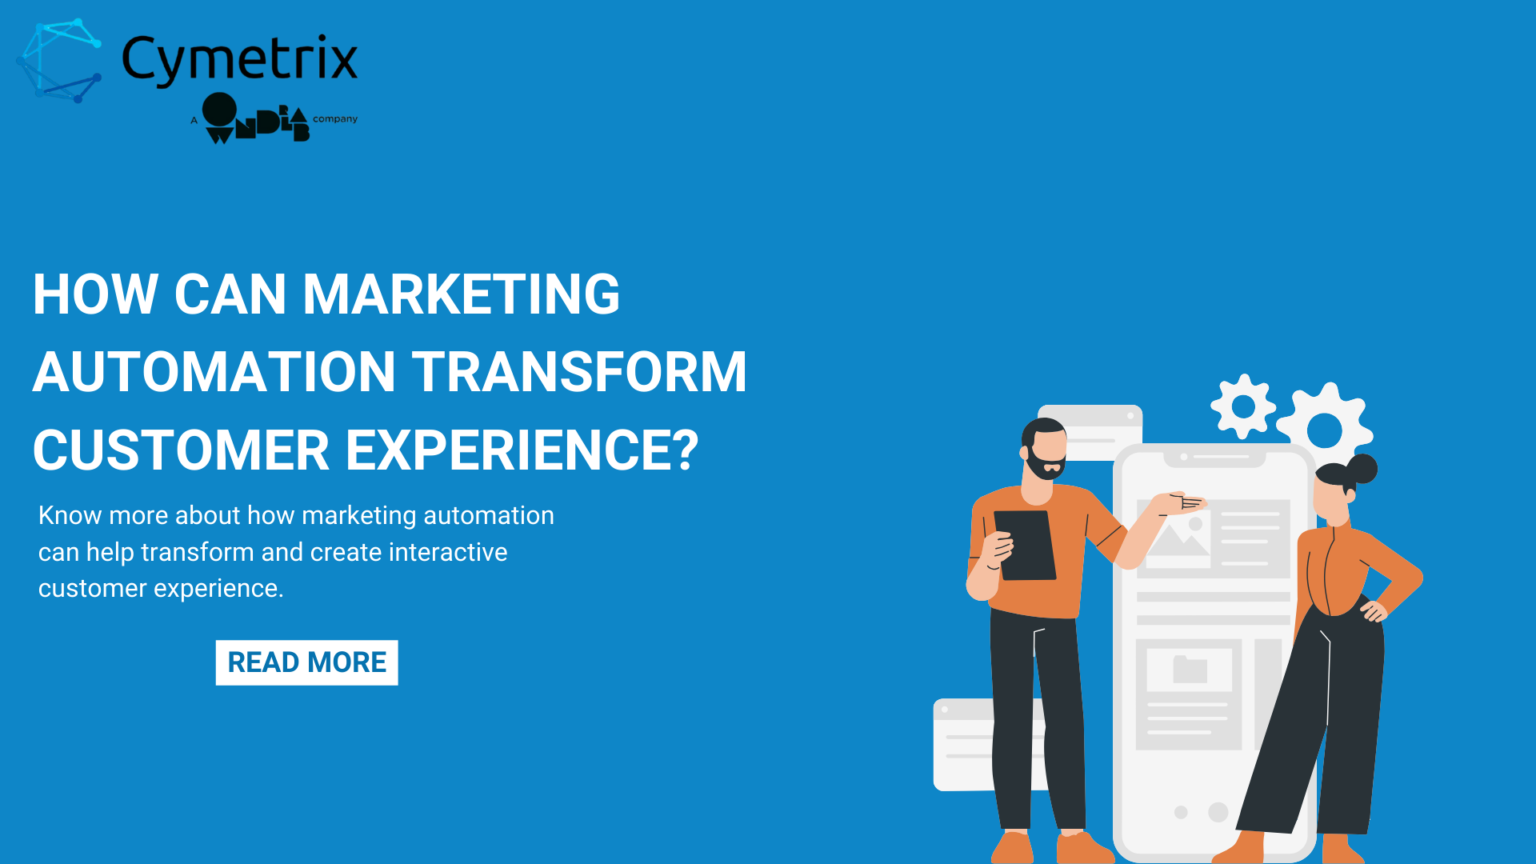 Cymetrix
A WONDRLAB company
HOW CAN MARKETING
AUTOMATION TRANSFORM
CUSTOMER EXPERIENCE?
Know more about how marketing automation
can help transform and create interactive
customer experience.
READ MORE